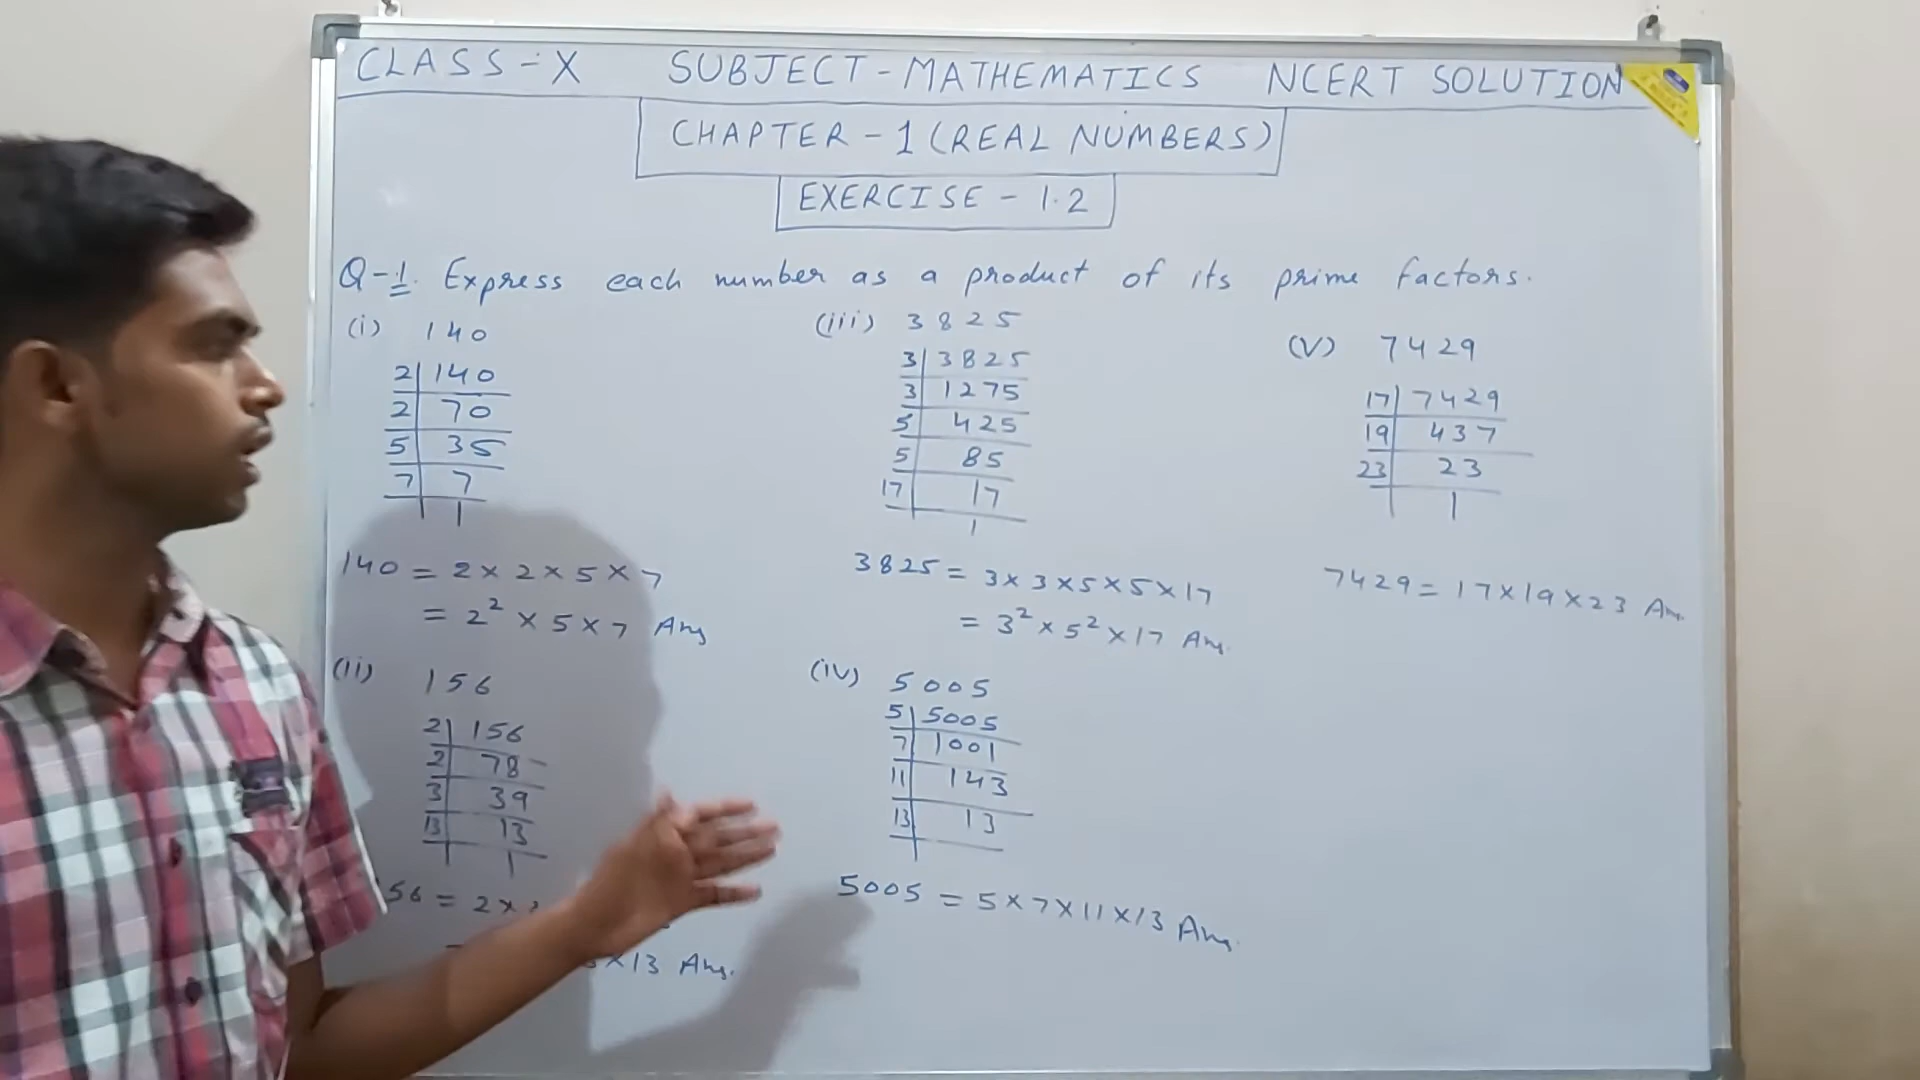 CLASS-X SUBJECT-MATHEMATICS NCERT SOLUTION
CHAPTER-1 (REAL NUMBERS)
EXERCISE - 1.2
Q-1. Express each number as a product of its prime factors.
(i) 140
2 | 140
2 | 70
5 | 35
7 | 7
| 1
140 = 2 × 2 × 5 × 7
= 2² × 5 × 7 Ans
(ii) 156
2 | 156
2 | 78
3 | 39
13 | 13
| 1
56 = 2 ×
× 13 Ans.
(iii) 3825
3 | 3825
3 | 1275
5 | 425
5 | 85
17 | 17
| 1
3825 = 3 × 3 × 5 × 5 × 17
= 3² × 5² × 17 Ans.
(iv) 5005
5 | 5005
7 | 1001
11 | 143
13 | 13
5005 = 5 × 7 × 11 × 13 Ans.
(V) 7429
17 | 7429
19 | 437
23 | 23
| 1
7429 = 17 × 19 × 23 Ans.